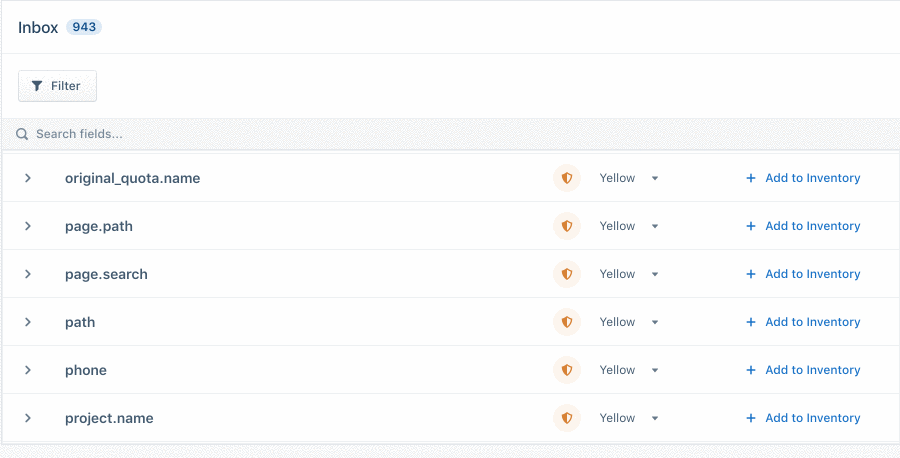 Inbox 943
Filter
Search fields...
original_quota.name Yellow + Add to Inventory
page.path Yellow + Add to Inventory
page.search Yellow + Add to Inventory
path Yellow + Add to Inventory
phone Yellow + Add to Inventory
project.name Yellow + Add to Inventory